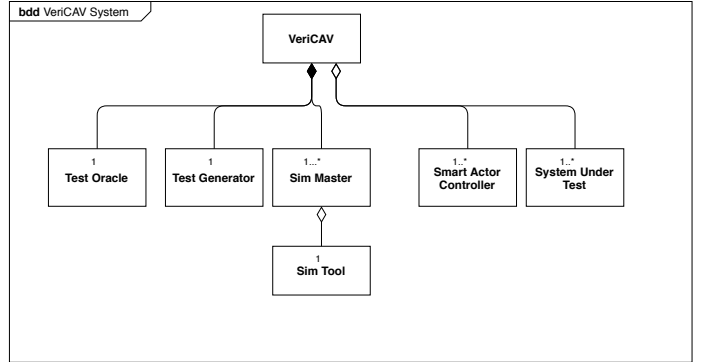 bdd VeriCAV System
VeriCAV
1
Test Oracle
1
Test Generator
1...*
Sim Master
1..*
Smart Actor
Controller
1..*
System Under
Test
1
Sim Tool